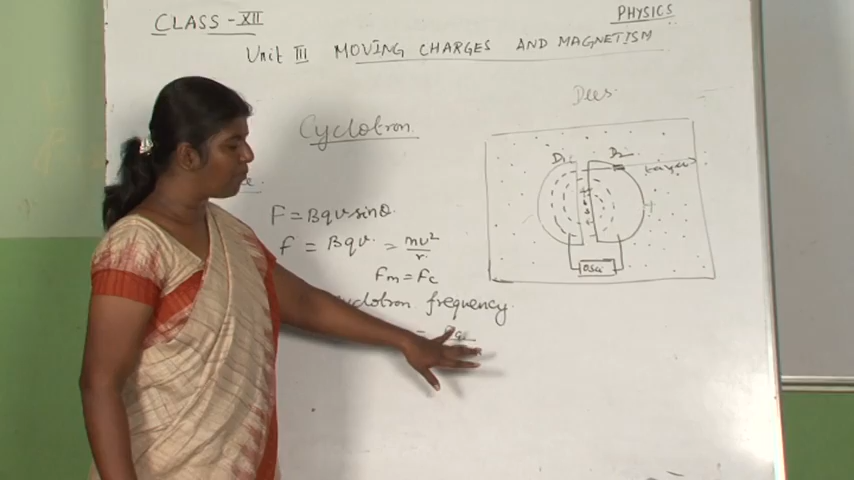 CLASS - XII
PHYSICS
Unit III MOVING CHARGES AND MAGNETISM
Dees
Cyclotron
D1
D2
F = Bqv sinθ
f = Bqv = mv²/r
Fm = Fc
Cyclotron frequency
=
osci